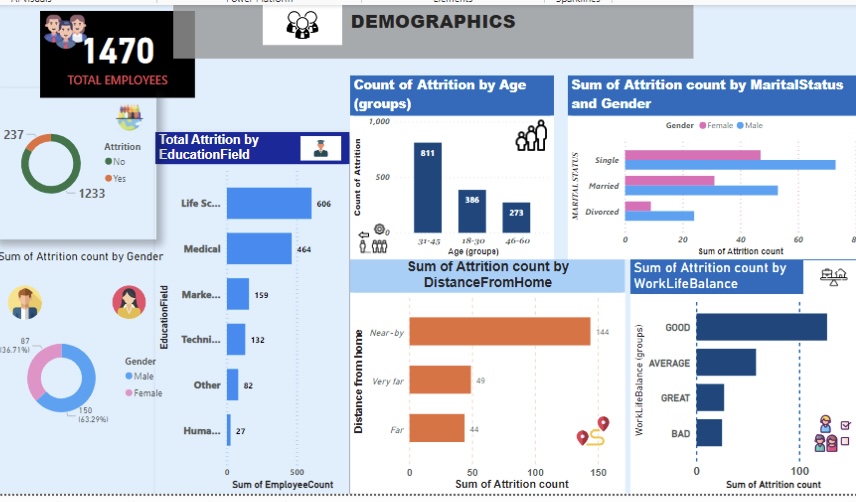 DEMOGRAPHICS
1470
TOTAL EMPLOYEES
237
Attrition
No
Yes
1233
Total Attrition by
EducationField
EducationField
Life Sc...
606
Medical
464
Marke...
159
Techni...
132
Other
82
Huma...
27
0
500
Sum of EmployeeCount
Sum of Attrition count by Gender
87
(36.71%)
Gender
Male
Female
150
(63.29%)
Count of Attrition by Age
(groups)
Count of Attrition
1,000
500
0
811
386
273
31-45
18-30
46-60
Age (groups)
Sum of Attrition count by MaritalStatus
and Gender
Gender
Female
Male
MARITAL STATUS
Single
Married
Divorced
0
20
40
60
Sum of Attrition count
Sum of Attrition count by
DistanceFromHome
Distance from home
Near-by
144
Very far
49
Far
44
0
50
100
150
Sum of Attrition count
Sum of Attrition count by
WorkLifeBalance
WorkLifeBalance (groups)
GOOD
AVERAGE
GREAT
BAD
0
100
Sum of Attrition count